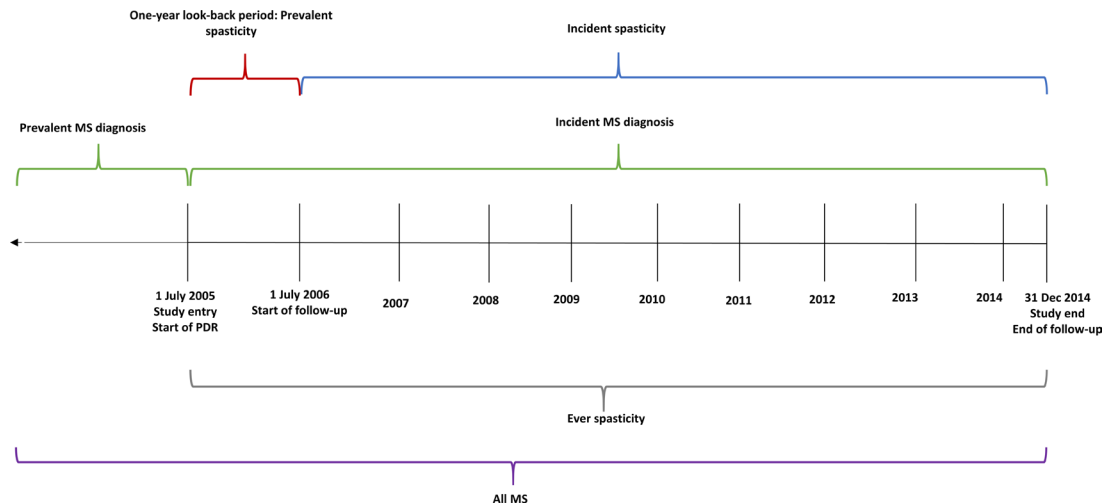 One-year look-back period: Prevalent
spasticity
Incident spasticity
Prevalent MS diagnosis
Incident MS diagnosis
1 July 2005
Study entry
Start of PDR
1 July 2006
Start of follow-up
2007
2008
2009
2010
2011
2012
2013
2014
31 Dec 2014
Study end
End of follow-up
Ever spasticity
All MS